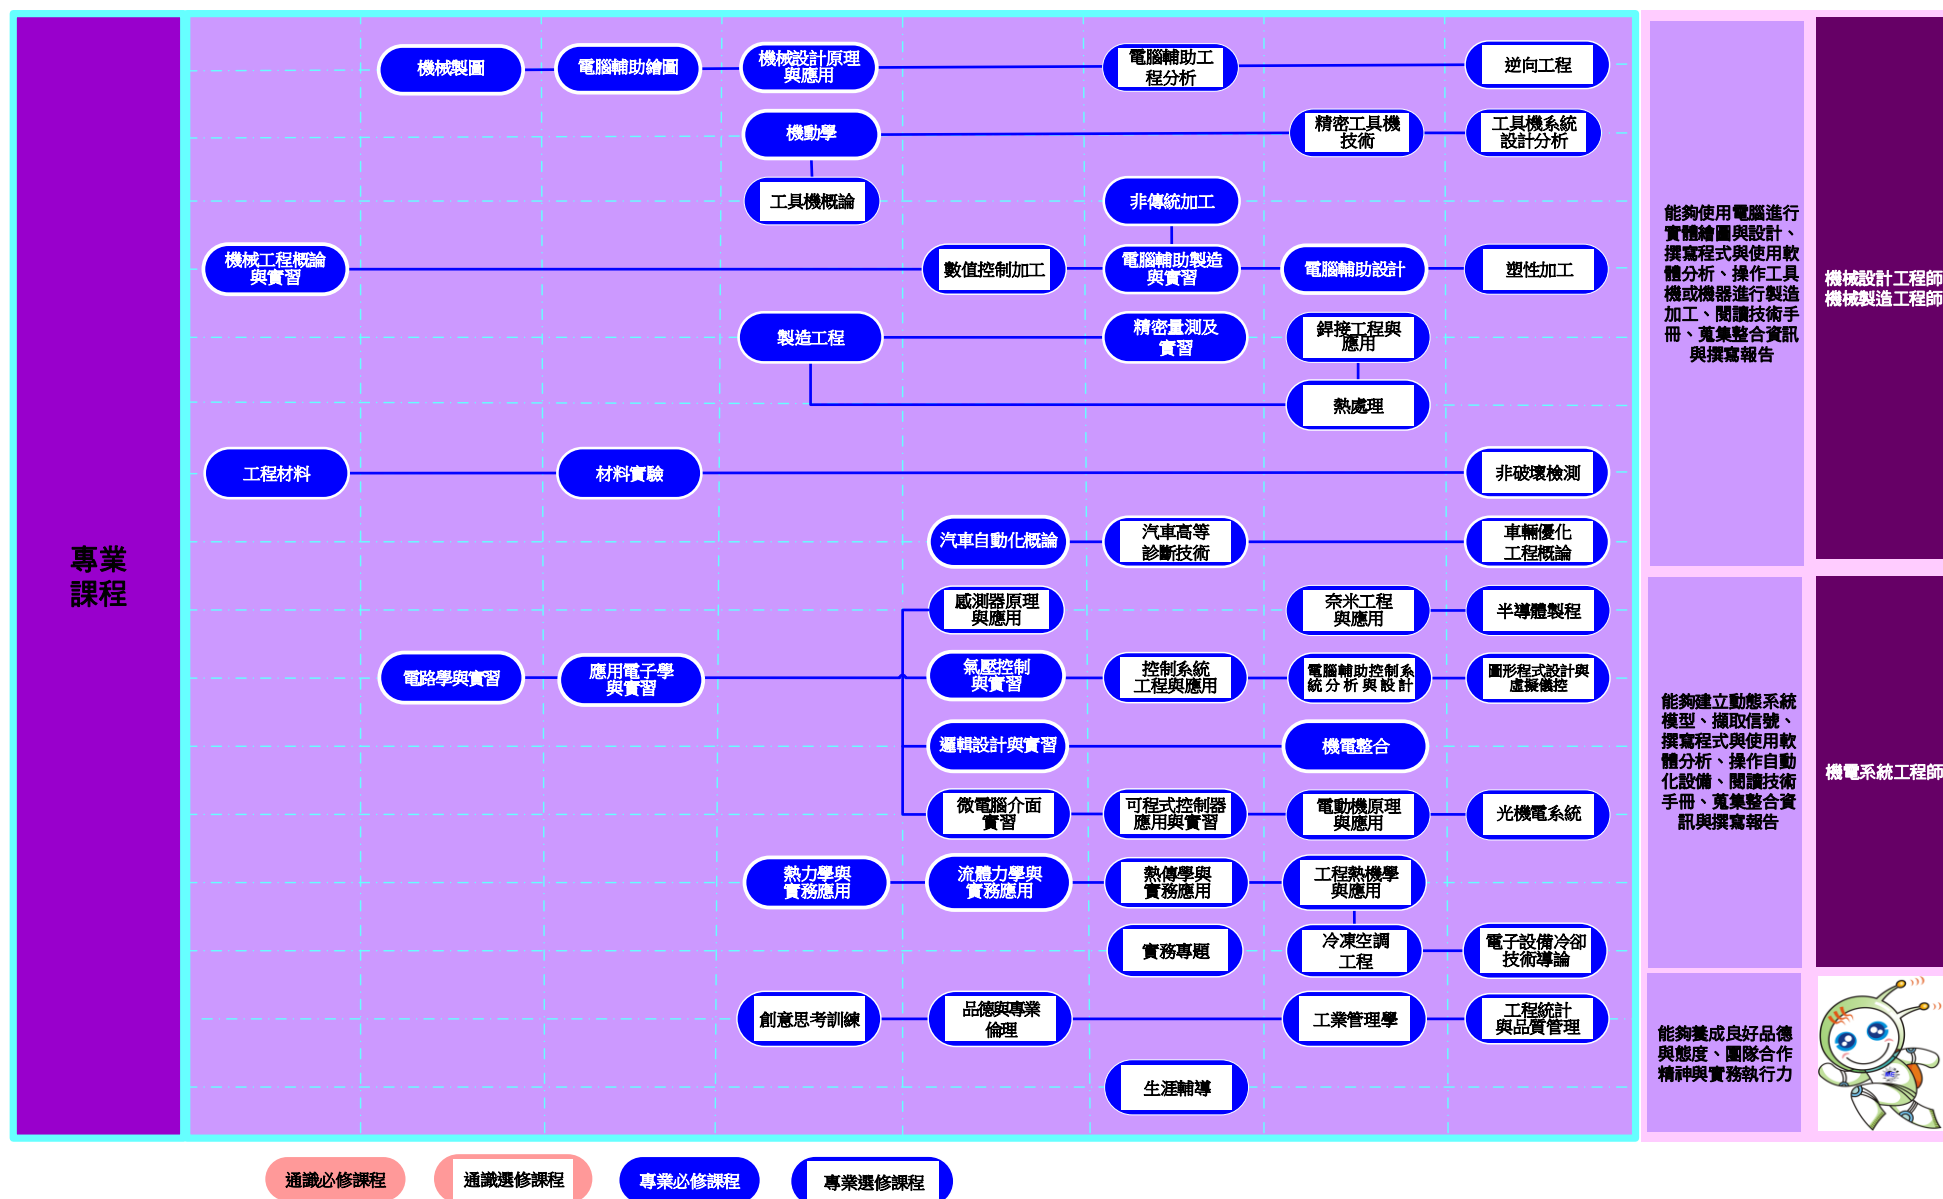 專業
課程
機械製圖
電腦輔助繪圖
機械設計原理
與應用
電腦輔助工
程分析
逆向工程
機動學
精密工具機
技術
工具機系統
設計分析
工具機概論
非傳統加工
機械工程概論
與實習
數值控制加工
電腦輔助製造
與實習
電腦輔助設計
塑性加工
製造工程
精密量測及
實習
銲接工程與
應用
熱處理
工程材料
材料實驗
非破壞檢測
汽車自動化概論
汽車高等
診斷技術
車輛優化
工程概論
感測器原理
與應用
奈米工程
與應用
半導體製程
電路學與實習
應用電子學
與實習
氣壓控制
與實習
控制系統
工程與應用
電腦輔助控制系
統分析與設計
圖形程式設計與
虛擬儀控
邏輯設計與實習
機電整合
微電腦介面
實習
可程式控制器
應用與實習
電動機原理
與應用
光機電系統
熱力學與
實務應用
流體力學與
實務應用
熱傳學與
實務應用
工程熱機學
與應用
實務專題
冷凍空調
工程
電子設備冷卻
技術導論
創意思考訓練
品德與專業
倫理
工業管理學
工程統計
與品質管理
生涯輔導
能夠使用電腦進行
實體繪圖與設計、
撰寫程式與使用軟
體分析、操作工具
機或機器進行製造
加工、閱讀技術手
冊、蒐集整合資訊
與撰寫報告
機械設計工程師
機械製造工程師
能夠建立動態系統
模型、擷取信號、
撰寫程式與使用軟
體分析、操作自動
化設備、閱讀技術
手冊、蒐集整合資
訊與撰寫報告
機電系統工程師
能夠養成良好品德
與態度、團隊合作
精神與實務執行力
通識必修課程
通識選修課程
專業必修課程
專業選修課程